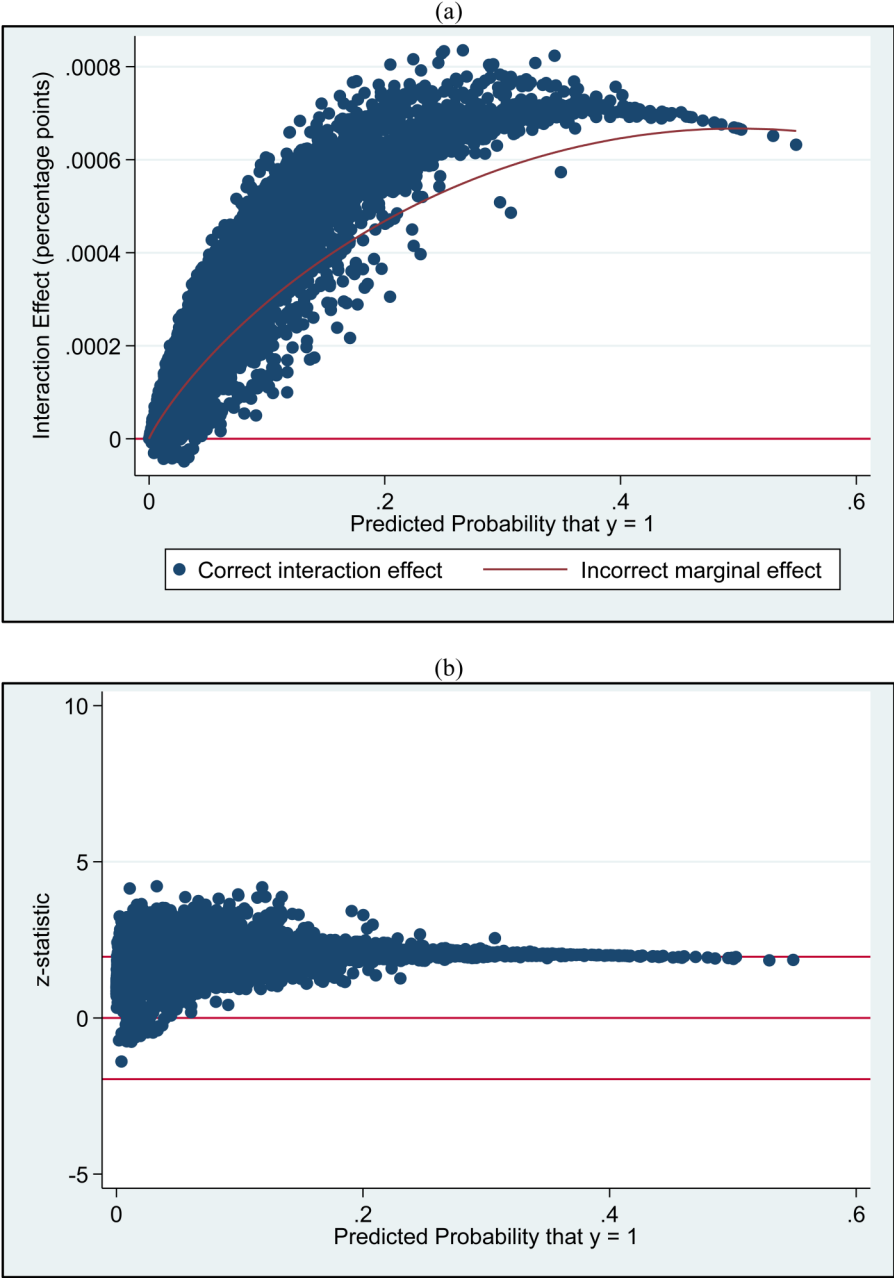 (a)
Interaction Effect (percentage points)
.0008
.0006
.0004
.0002
0
0 .2 .4 .6
Predicted Probability that y = 1
Correct interaction effect Incorrect marginal effect
(b)
z-statistic
10
5
0
-5
0 .2 .4 .6
Predicted Probability that y = 1